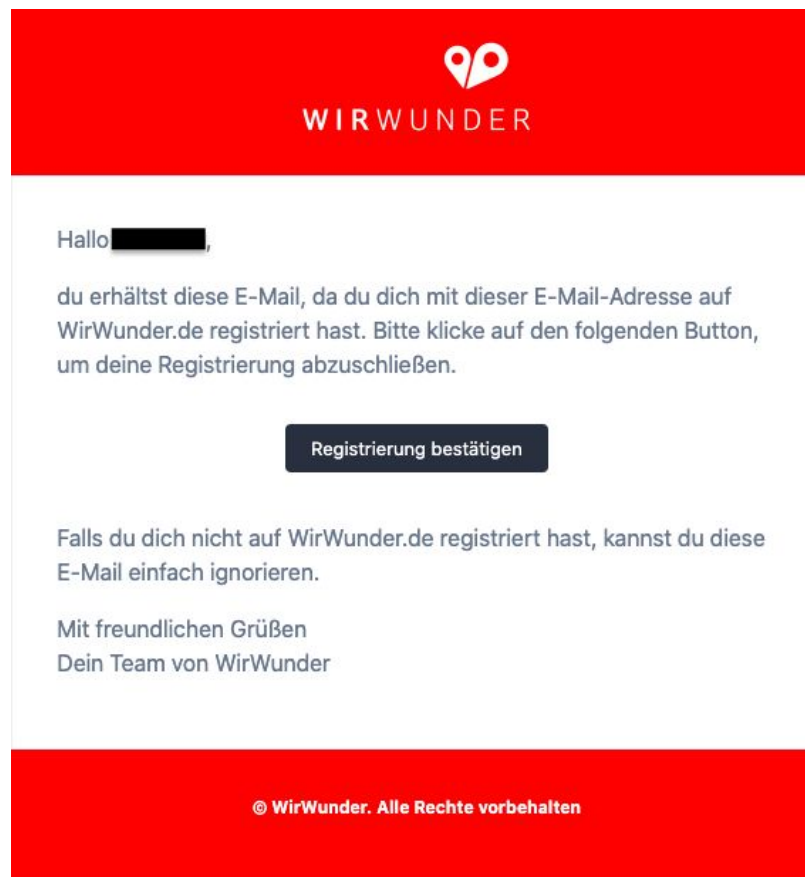 WIRWUNDER
Hallo ,
du erhältst diese E-Mail, da du dich mit dieser E-Mail-Adresse auf
WirWunder.de registriert hast. Bitte klicke auf den folgenden Button,
um deine Registrierung abzuschließen.
Registrierung bestätigen
Falls du dich nicht auf WirWunder.de registriert hast, kannst du diese
E-Mail einfach ignorieren.
Mit freundlichen Grüßen
Dein Team von WirWunder
© WirWunder. Alle Rechte vorbehalten